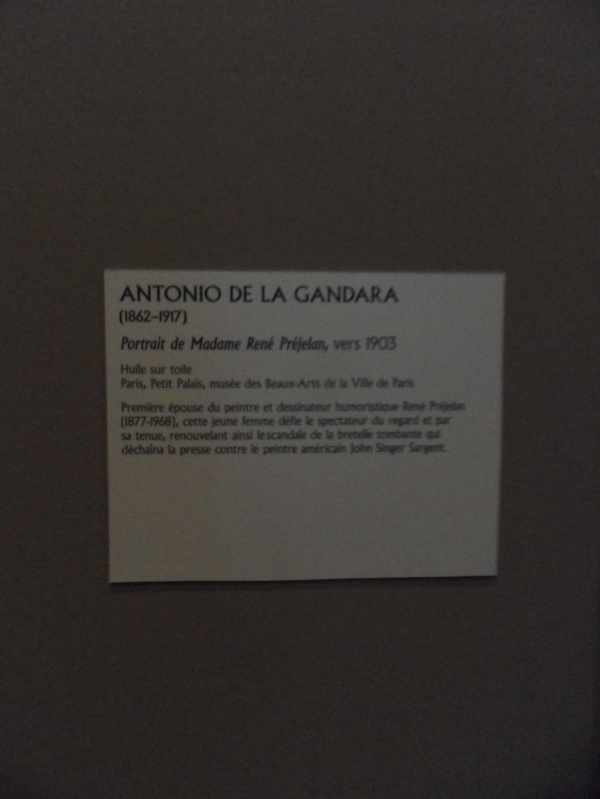 ANTONIO DE LA GANDARA
(1862–1917)
Portrait de Madame René Préjelan, vers 1903
Huile sur toile
Paris, Petit Palais, musée des Beaux-Arts de la Ville de Paris
Première épouse du peintre et dessinateur humoristique René Préjelan
(1877-1968), cette jeune femme défie le spectateur du regard et par
sa tenue, renouvelant ainsi le scandale de la bretelle tombante qui
déchaîna la presse contre le peintre américain John Singer Sargent.